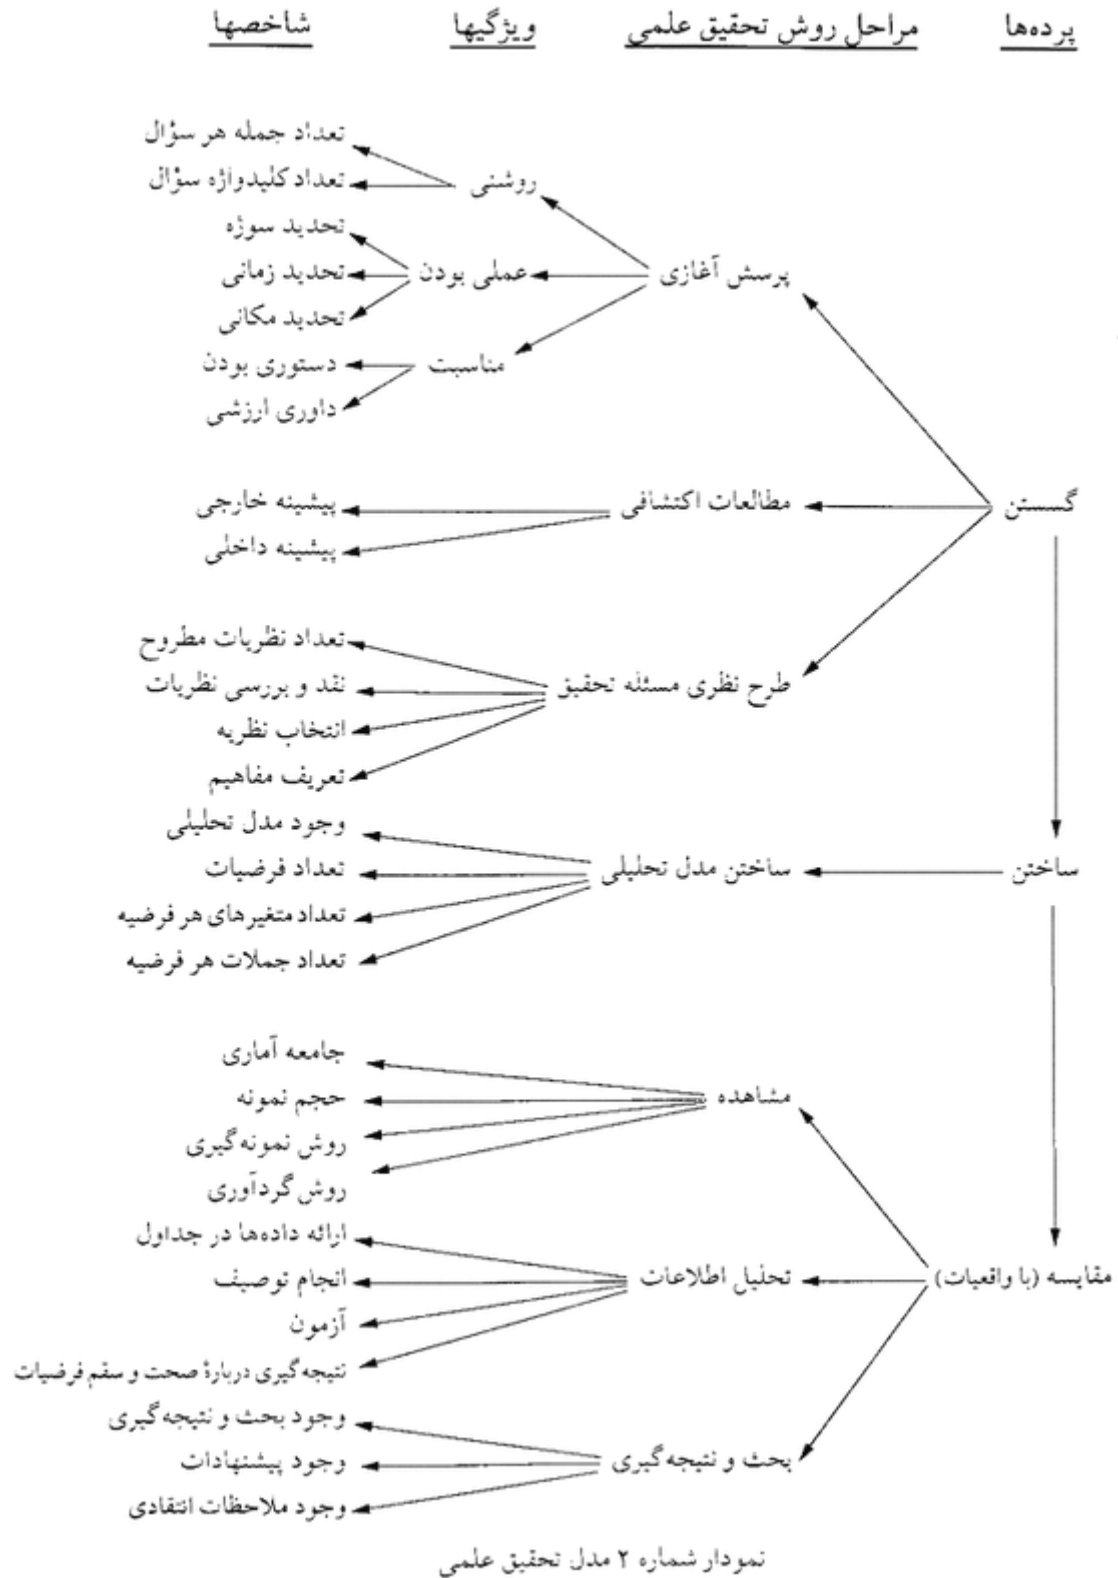 پرده‌ها مراحل روش تحقیق علمی ویژگیها شاخصها
تعداد جمله هر سؤال
روشنی تعداد کلیدواژه سؤال
تحدید سوژه
پرسش آغازی عملی بودن تحدید زمانی
تحدید مکانی
مناسبت دستوری بودن
داوری ارزشی
گسستن مطالعات اکتشافی پیشینه خارجی
پیشینه داخلی
تعداد نظریات مطروح
طرح نظری مسئله تحقیق نقد و بررسی نظریات
انتخاب نظریه
تعریف مفاهیم
وجود مدل تحلیلی
ساختن ساختن مدل تحلیلی تعداد فرضیات
تعداد متغیرهای هر فرضیه
تعداد جملات هر فرضیه
جامعه آماری
مشاهده حجم نمونه
روش نمونه‌گیری
روش گردآوری
ارائه داده‌ها در جداول
مقایسه (با واقعیات) تحلیل اطلاعات انجام توصیف
آزمون
نتیجه‌گیری دربارهٔ صحت و سقم فرضیات
وجود بحث و نتیجه‌گیری
بحث و نتیجه‌گیری وجود پیشنهادات
وجود ملاحظات انتقادی
نمودار شماره ۲ مدل تحقیق علمی